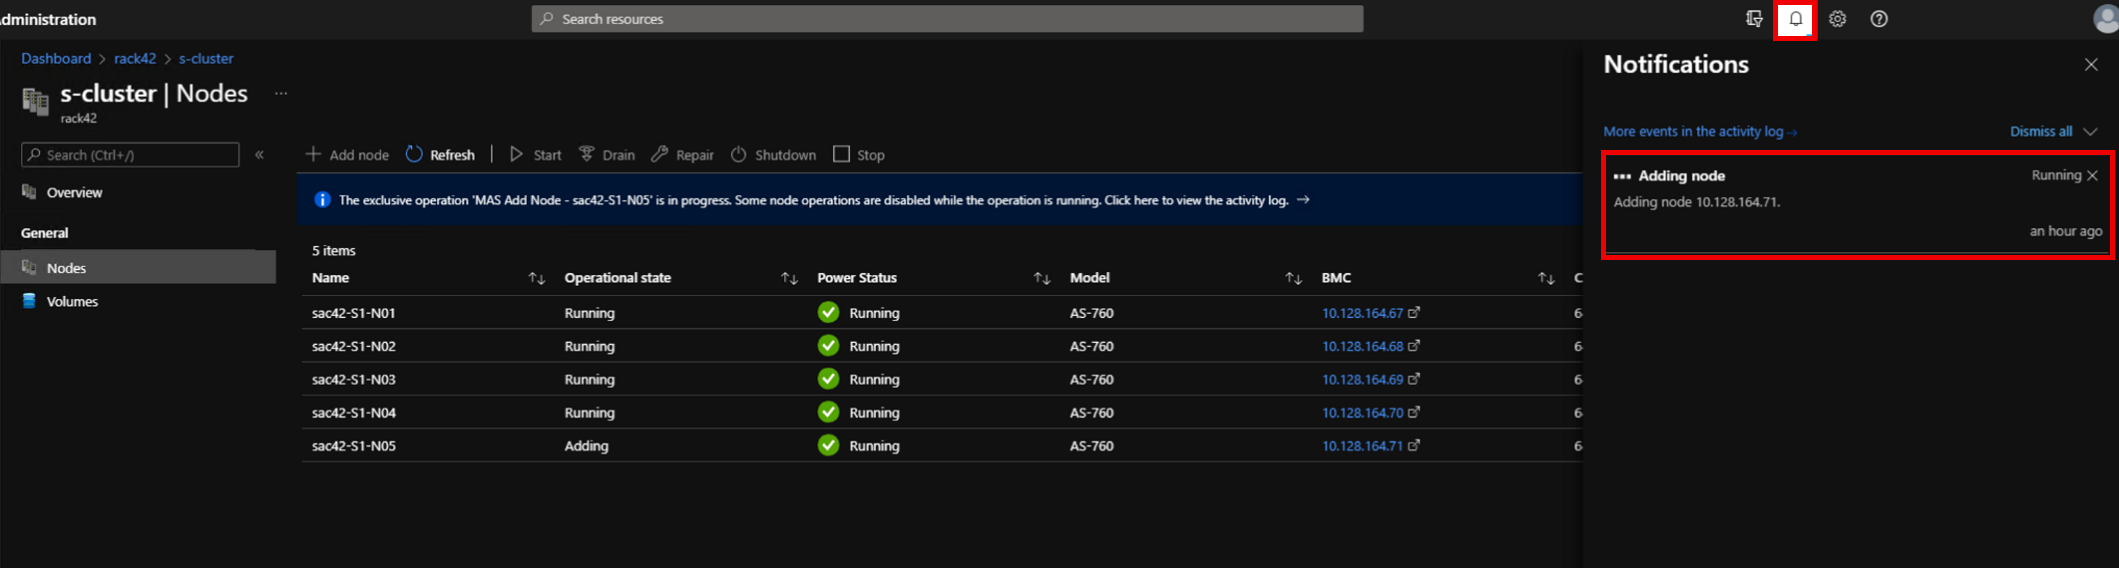 dministration
Search resources
Dashboard > rack42 > s-cluster
s-cluster | Nodes ...
rack42
Search (Ctrl+/) «
Overview
General
Nodes
Volumes
Add node Refresh | Start Drain Repair Shutdown Stop
The exclusive operation 'MAS Add Node - sac42-S1-N05' is in progress. Some node operations are disabled while the operation is running. Click here to view the activity log. →
5 items
Name ↑↓ Operational state ↑↓ Power Status ↑↓ Model ↑↓ BMC ↑↓ C
sac42-S1-N01 Running Running AS-760 10.128.164.67 6
sac42-S1-N02 Running Running AS-760 10.128.164.68 6
sac42-S1-N03 Running Running AS-760 10.128.164.69 6
sac42-S1-N04 Running Running AS-760 10.128.164.70 6
sac42-S1-N05 Adding Running AS-760 10.128.164.71 6
Notifications
More events in the activity log → Dismiss all
Adding node Running
Adding node 10.128.164.71.
an hour ago